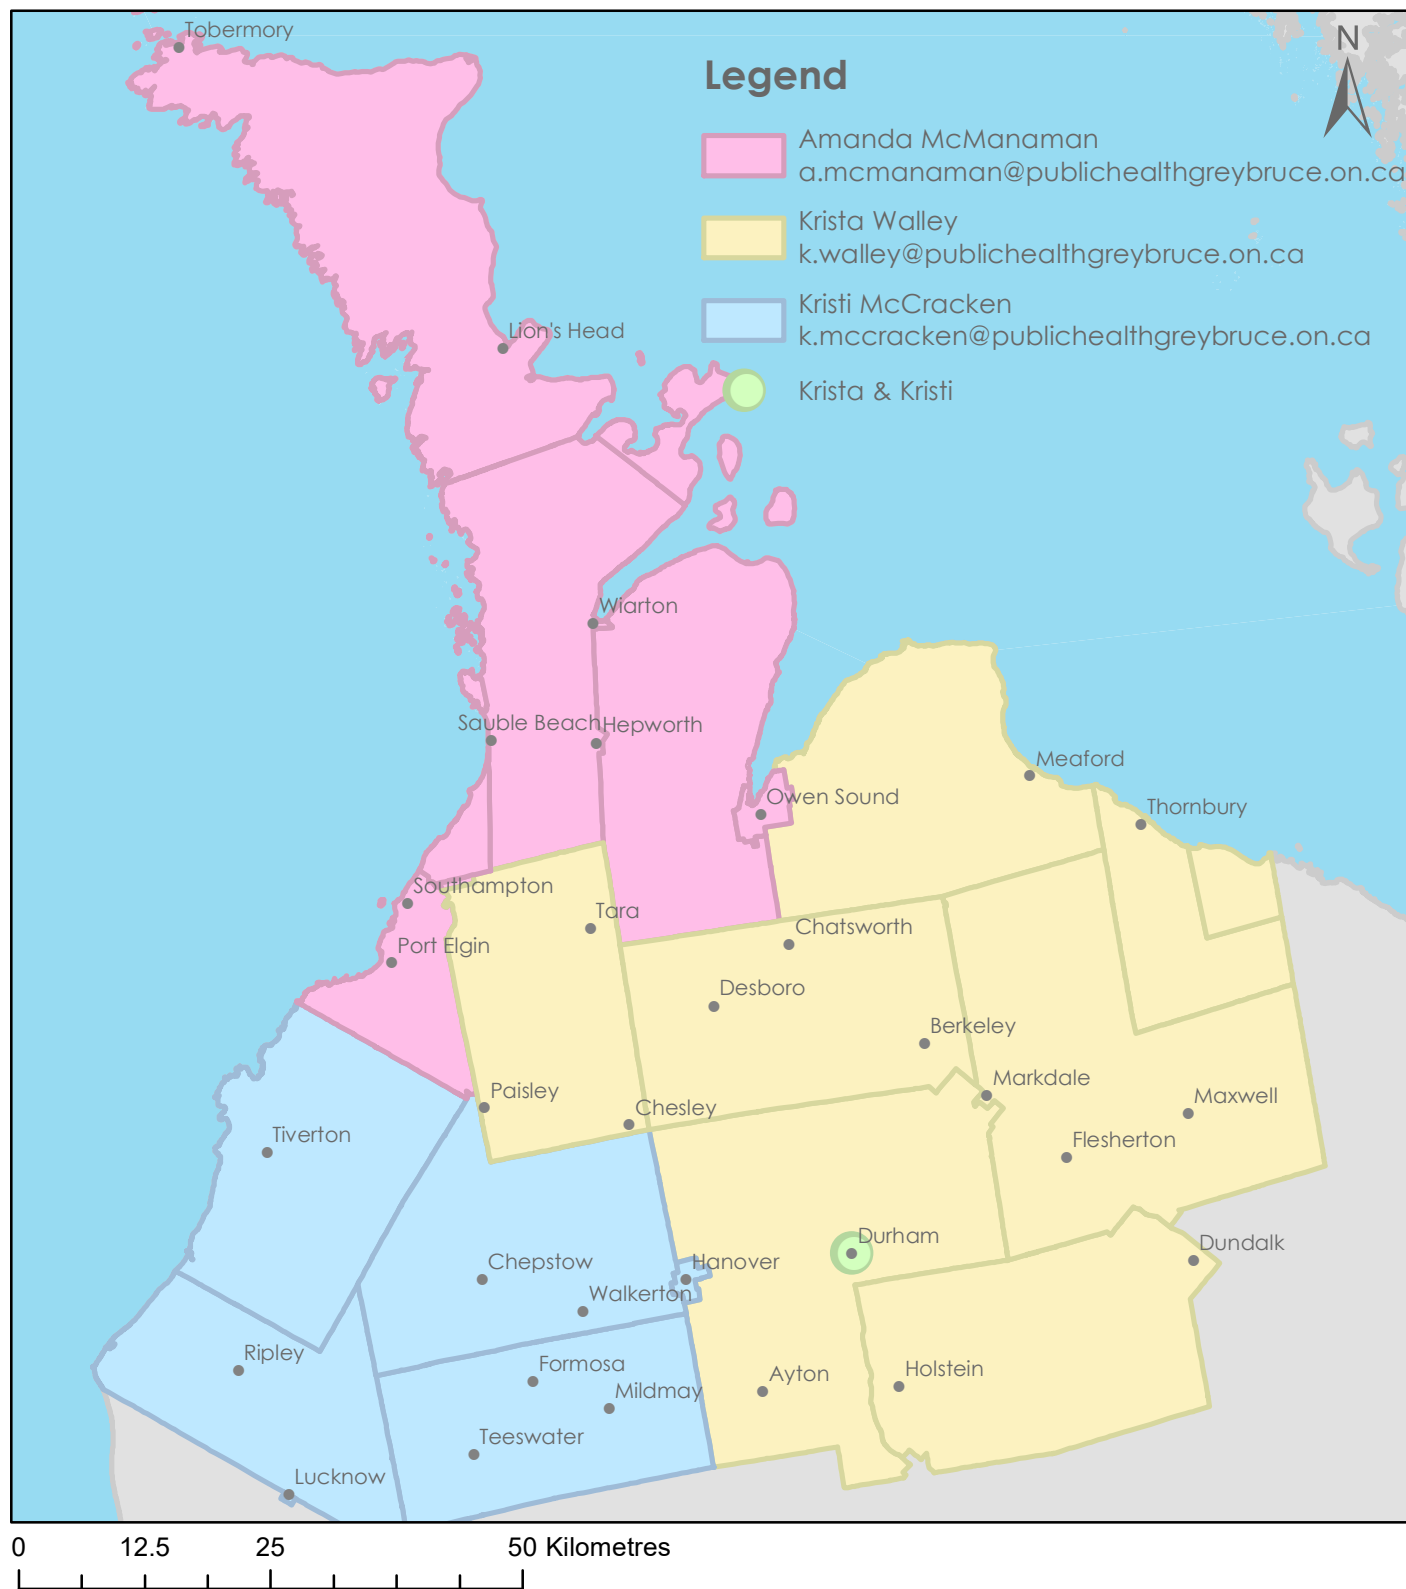 Tobermory
N
Legend
Amanda McManaman
a.mcmanaman@publichealthgreybruce.on.ca
Krista Walley
k.walley@publichealthgreybruce.on.ca
Kristi McCracken
k.mccracken@publichealthgreybruce.on.ca
Lion's Head
Krista & Kristi
Wiarton
Sauble Beach
Hepworth
Meaford
Owen Sound
Thornbury
Southampton
Tara
Chatsworth
Port Elgin
Desboro
Berkeley
Markdale
Paisley
Maxwell
Chesley
Tiverton
Flesherton
Durham
Dundalk
Chepstow
Hanover
Walkerton
Ripley
Formosa
Ayton
Holstein
Mildmay
Teeswater
Lucknow
0 12.5 25 50 Kilometres